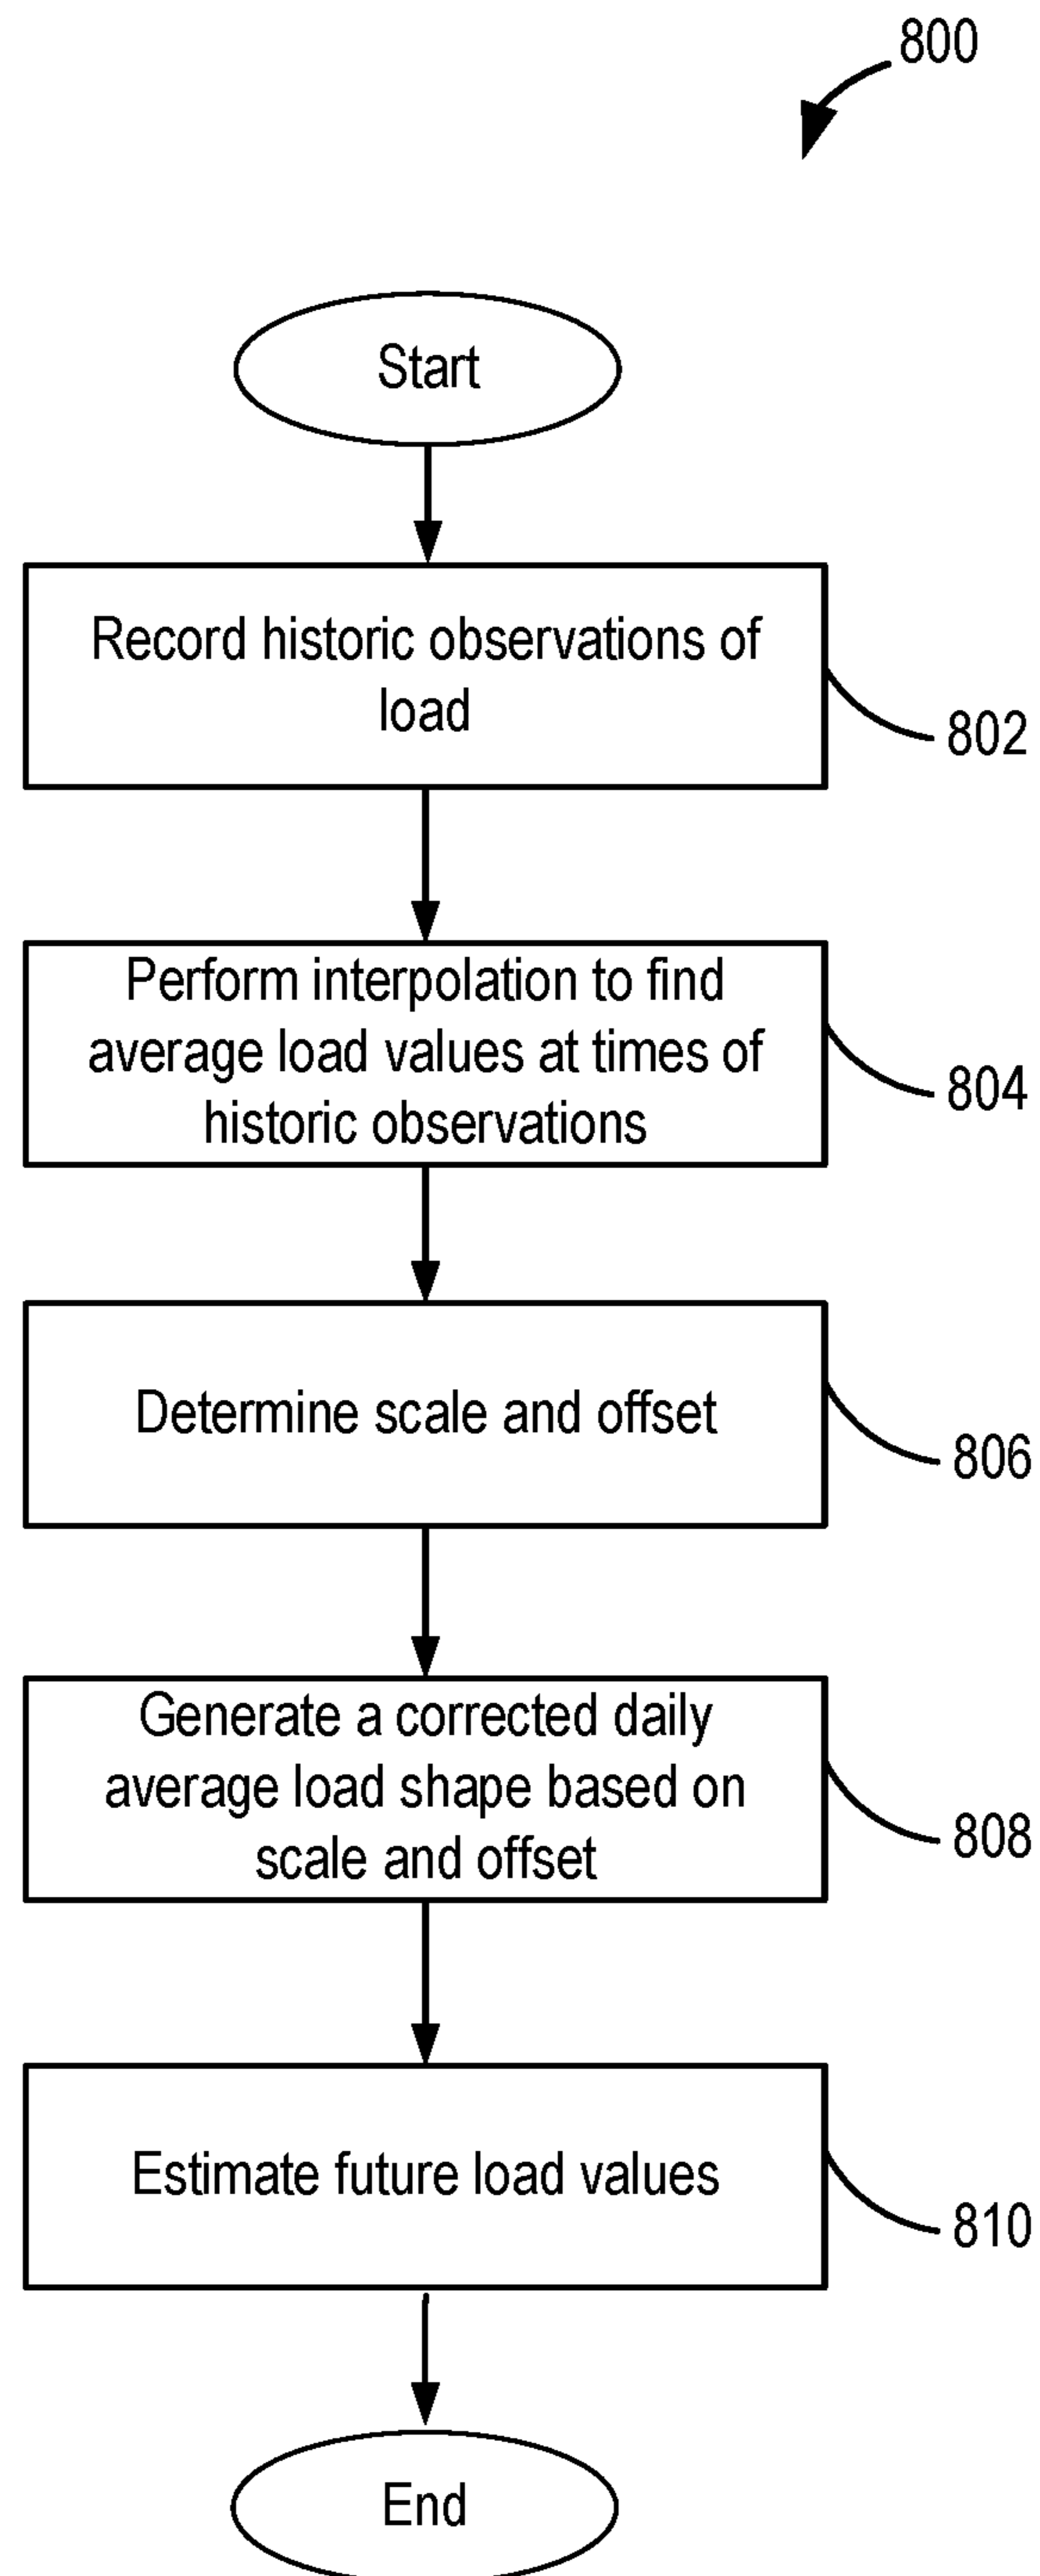 800
Start
Record historic observations of
load
802
Perform interpolation to find
average load values at times of
historic observations
804
Determine scale and offset
806
Generate a corrected daily
average load shape based on
scale and offset
808
Estimate future load values
810
End